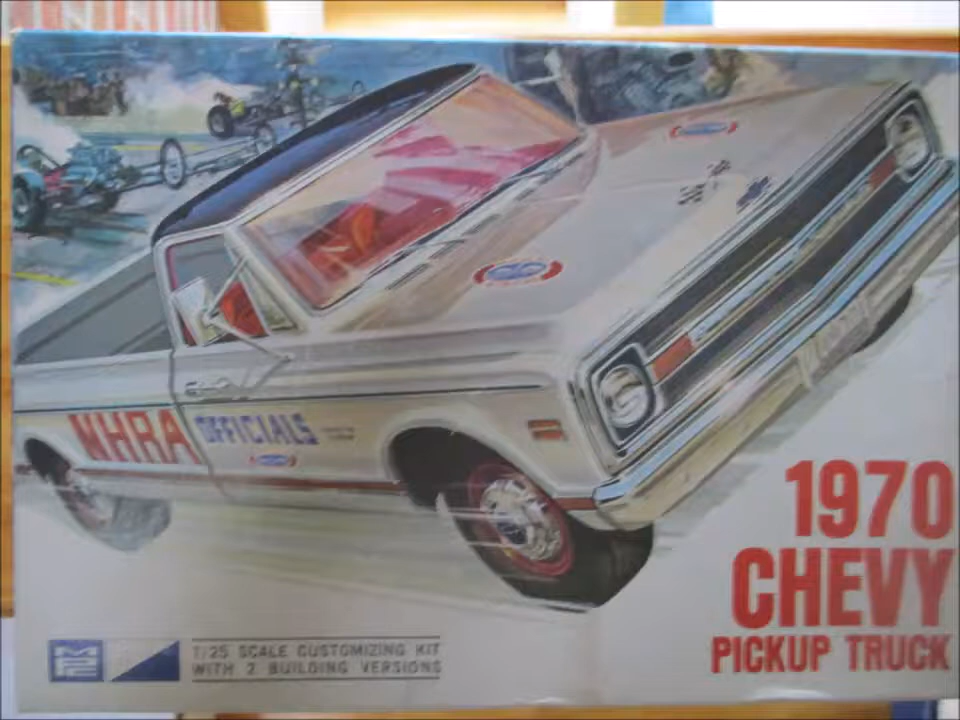 NHRA
OFFICIALS
1970
CHEVY
PICKUP TRUCK
MPC
1/25 SCALE CUSTOMIZING KIT
WITH 2 BUILDING VERSIONS